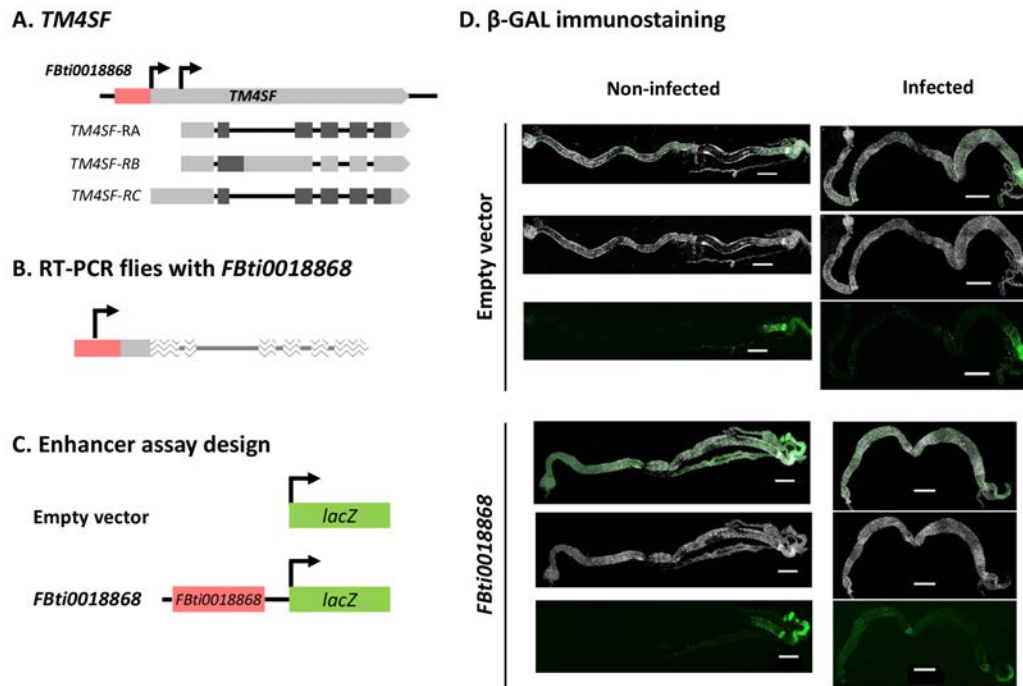 A. TM4SF
FBti0018868
TM4SF
TM4SF-RA
TM4SF-RB
TM4SF-RC
B. RT-PCR flies with FBti0018868
C. Enhancer assay design
Empty vector
lacZ
FBti0018868
FBti0018868
lacZ
D. β-GAL immunostaining
Non-infected
Infected
Empty vector
FBti0018868